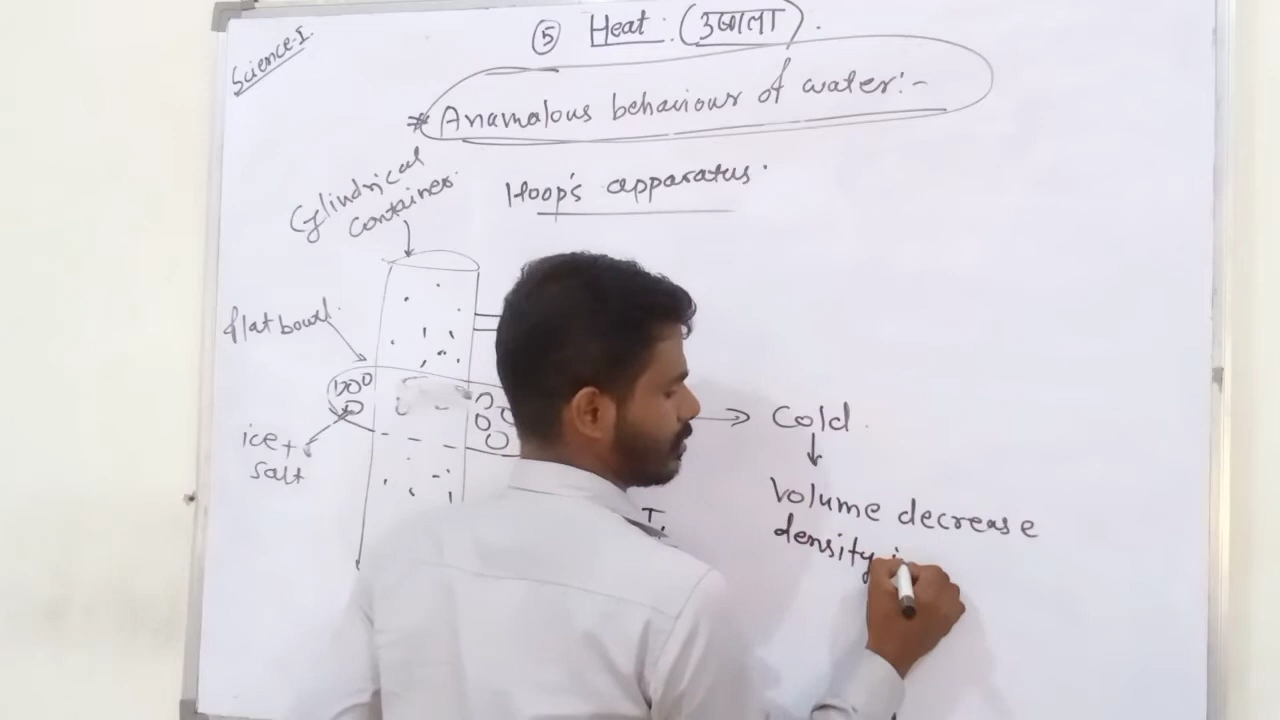 Science-I.
⑤ Heat : (उष्णता).
* Anamalous behaviour of water:-
Hoop's apparatus.
Cylindrical
container.
flat bowl.
ice +
salt
T₁
Cold.
Volume decrease
density i